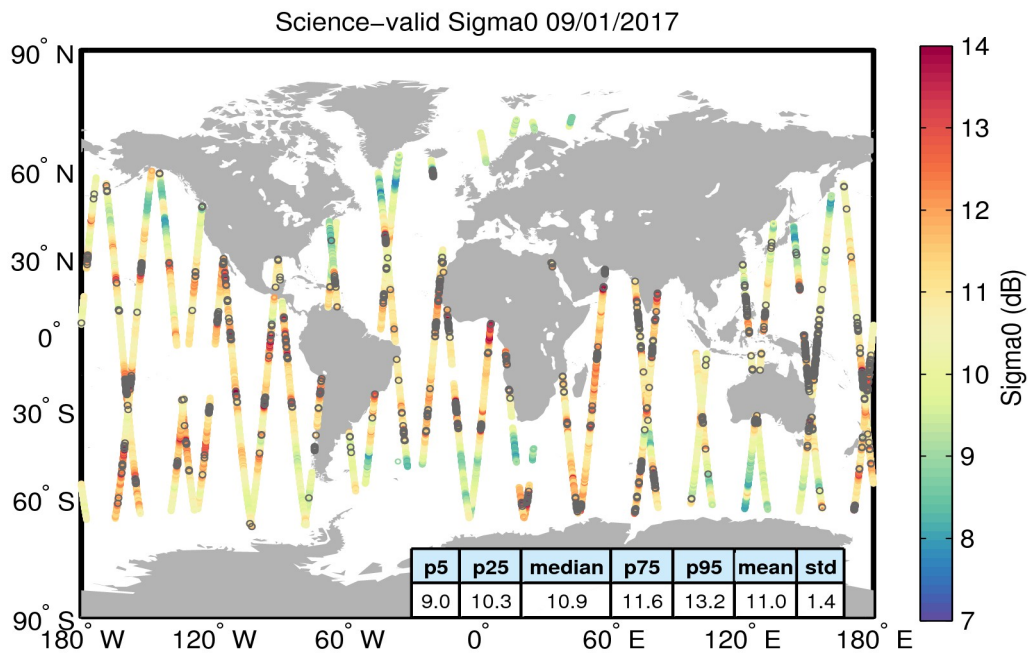 Science−valid Sigma0 09/01/2017
90° N
60° N
30° N
0°
30° S
60° S
90° S
180° W
120° W
60° W
0°
60° E
120° E
180° E
p5 p25 median p75 p95 mean std
9.0 10.3 10.9 11.6 13.2 11.0 1.4
14
13
12
11
10
9
8
7
Sigma0 (dB)